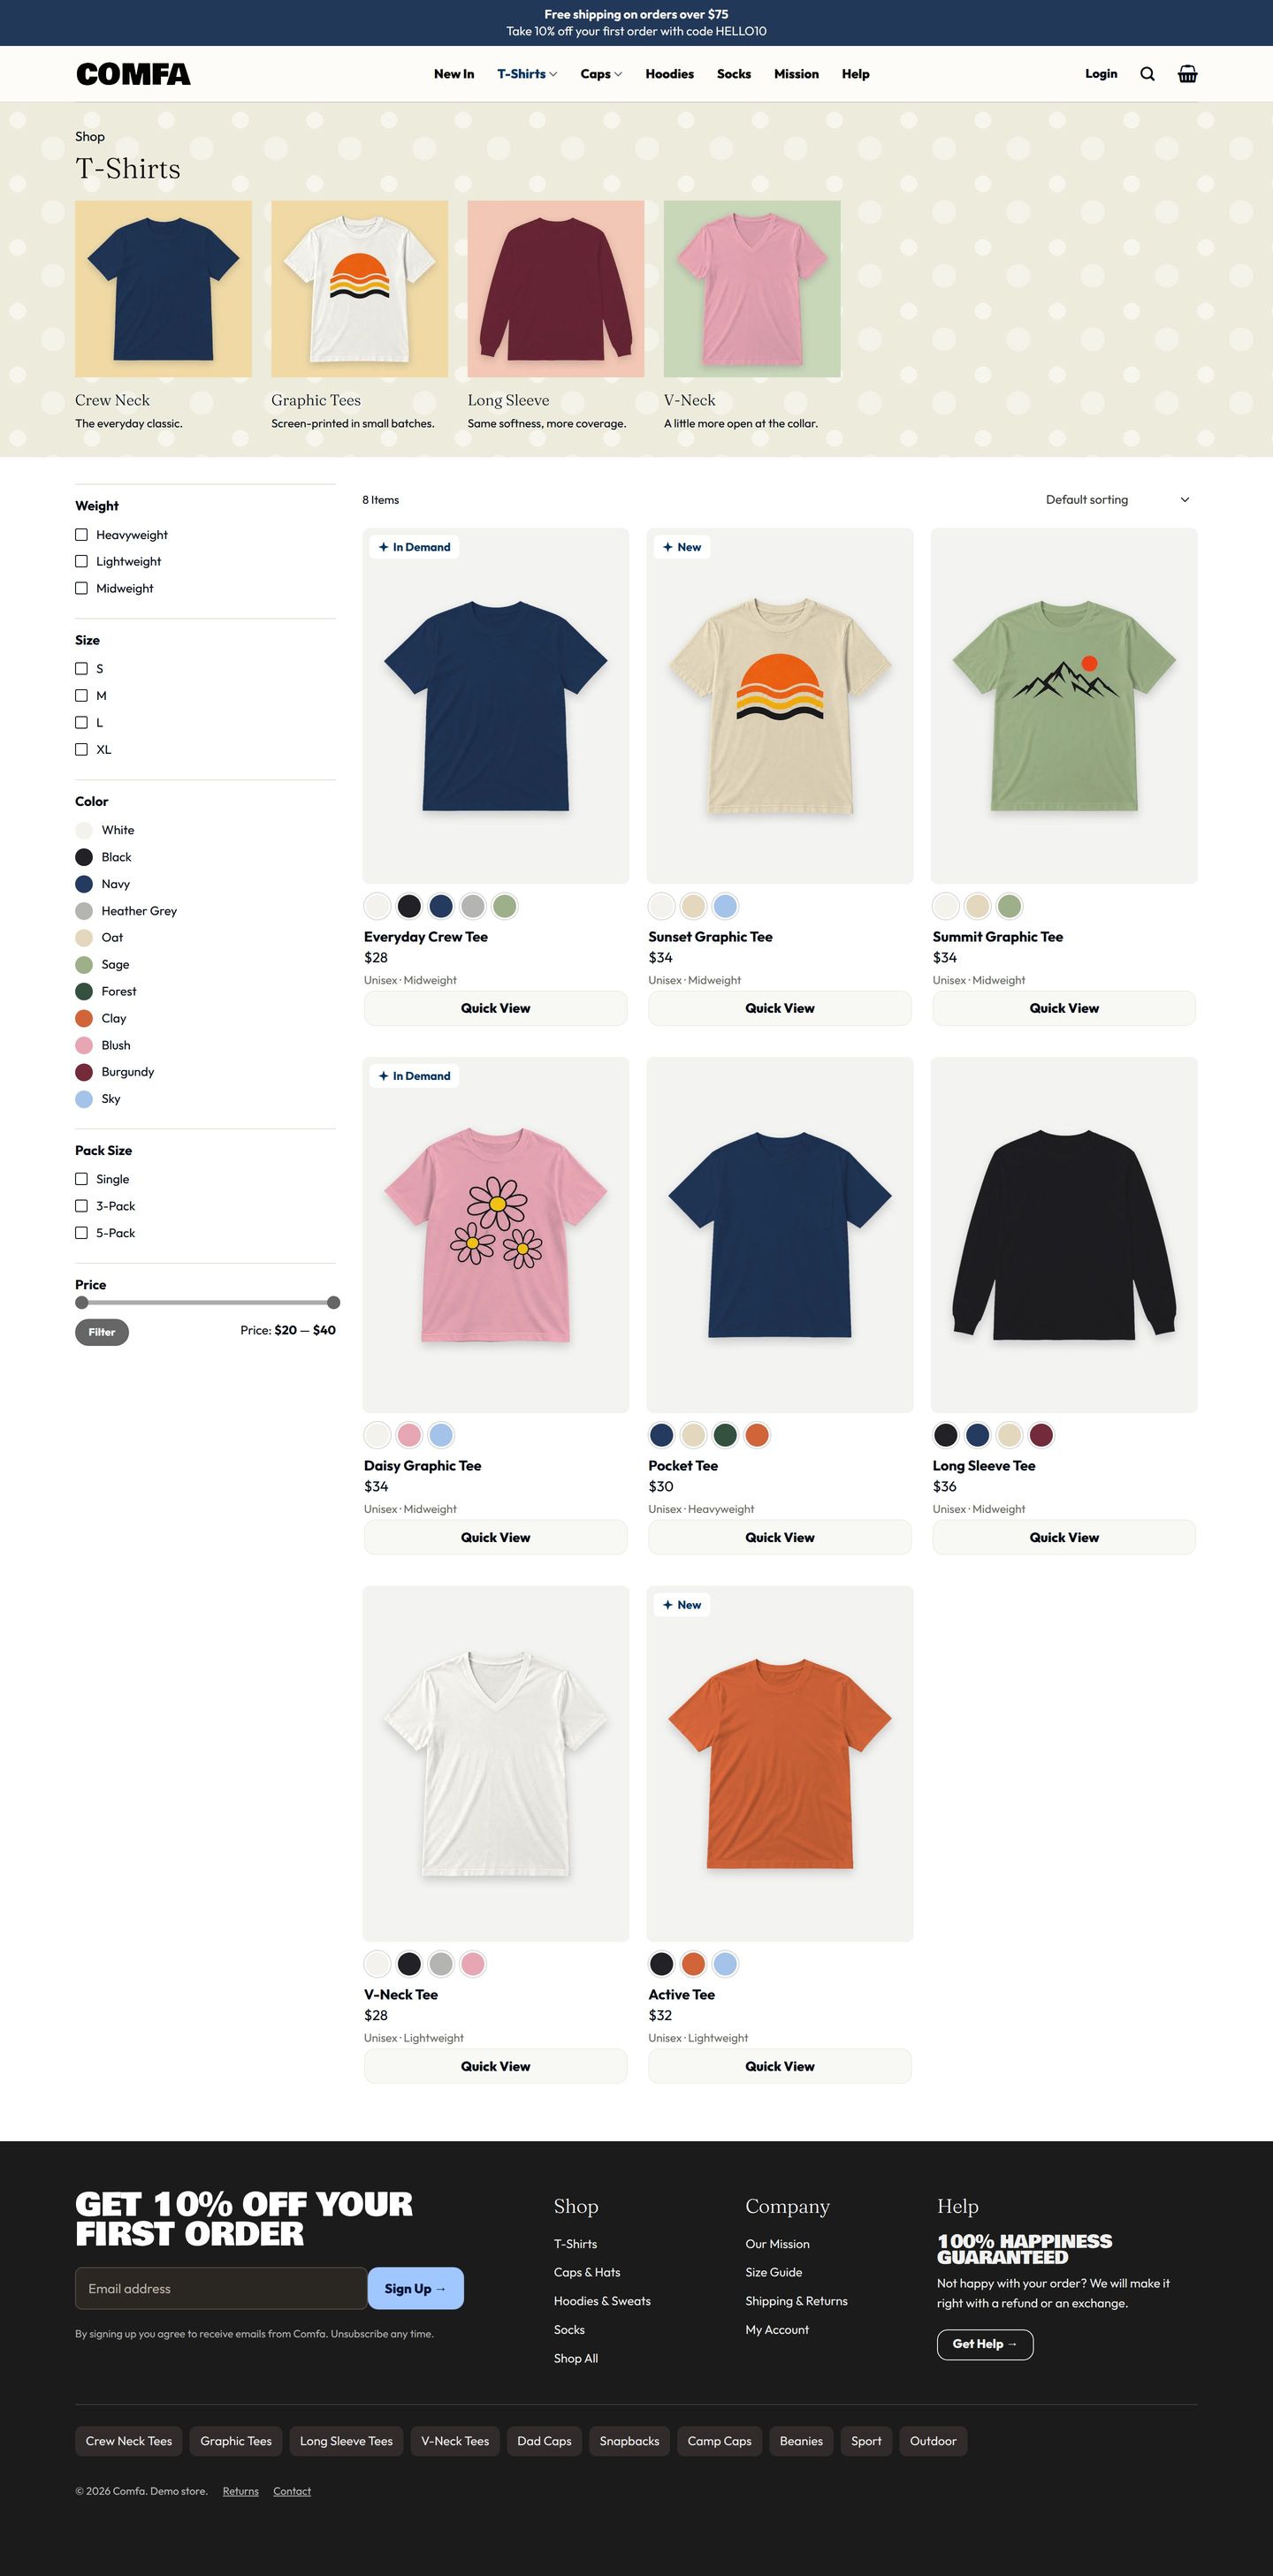 Free shipping on orders over $75
Take 10% off your first order with code HELLO10
COMFA
New In
T-Shirts
Caps
Hoodies
Socks
Mission
Help
Login
Shop
T-Shirts
Crew Neck
The everyday classic.
Graphic Tees
Screen-printed in small batches.
Long Sleeve
Same softness, more coverage.
V-Neck
A little more open at the collar.
Weight
Heavyweight
Lightweight
Midweight
Size
S
M
L
XL
Color
White
Black
Navy
Heather Grey
Oat
Sage
Forest
Clay
Blush
Burgundy
Sky
Pack Size
Single
3-Pack
5-Pack
Price
Filter
Price: $20 — $40
8 Items
Default sorting
In Demand
Everyday Crew Tee
$28
Unisex · Midweight
Quick View
New
Sunset Graphic Tee
$34
Unisex · Midweight
Quick View
Summit Graphic Tee
$34
Unisex · Midweight
Quick View
In Demand
Daisy Graphic Tee
$34
Unisex · Midweight
Quick View
Pocket Tee
$30
Unisex · Heavyweight
Quick View
Long Sleeve Tee
$36
Unisex · Midweight
Quick View
V-Neck Tee
$28
Unisex · Lightweight
Quick View
New
Active Tee
$32
Unisex · Lightweight
Quick View
GET 10% OFF YOUR
FIRST ORDER
Email address
Sign Up →
By signing up you agree to receive emails from Comfa. Unsubscribe any time.
Shop
T-Shirts
Caps & Hats
Hoodies & Sweats
Socks
Shop All
Company
Our Mission
Size Guide
Shipping & Returns
My Account
Help
100% HAPPINESS
GUARANTEED
Not happy with your order? We will make it
right with a refund or an exchange.
Get Help →
Crew Neck Tees
Graphic Tees
Long Sleeve Tees
V-Neck Tees
Dad Caps
Snapbacks
Camp Caps
Beanies
Sport
Outdoor
© 2026 Comfa. Demo store.
Returns
Contact